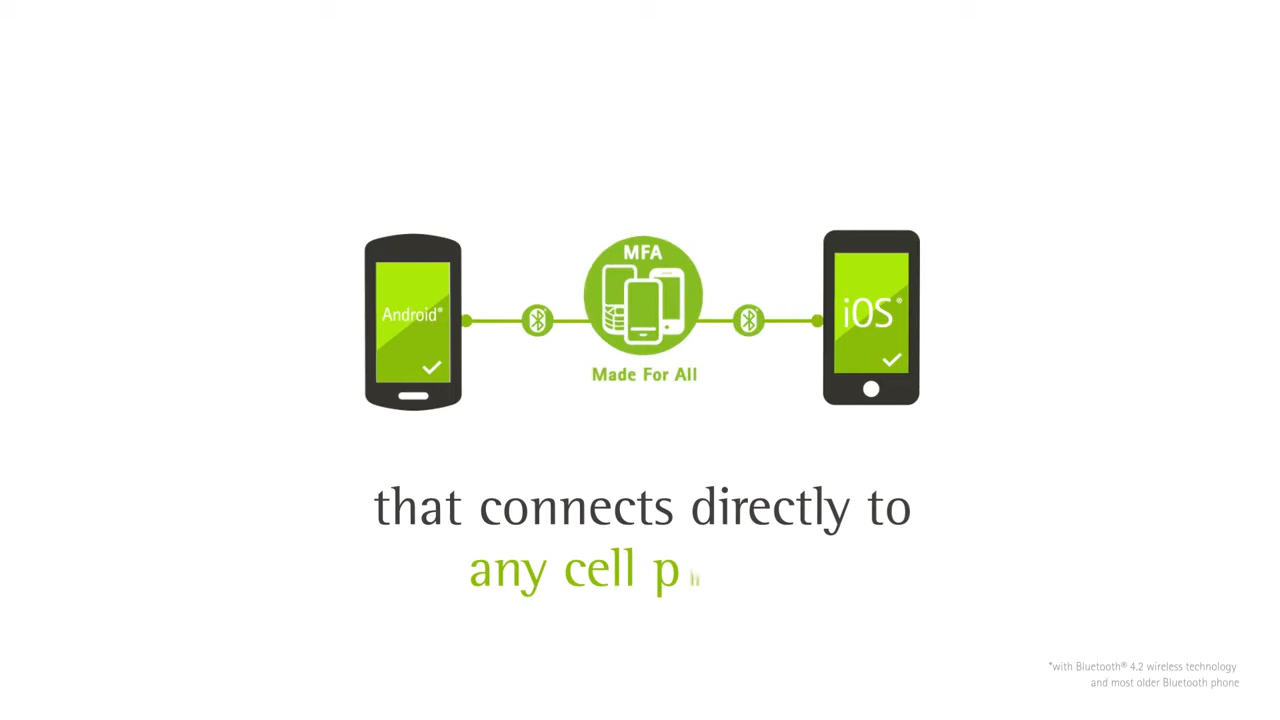 MFA
Android®
iOS®
Made For All
that connects directly to
any cell p
*with Bluetooth® 4.2 wireless technology
and most older Bluetooth phone